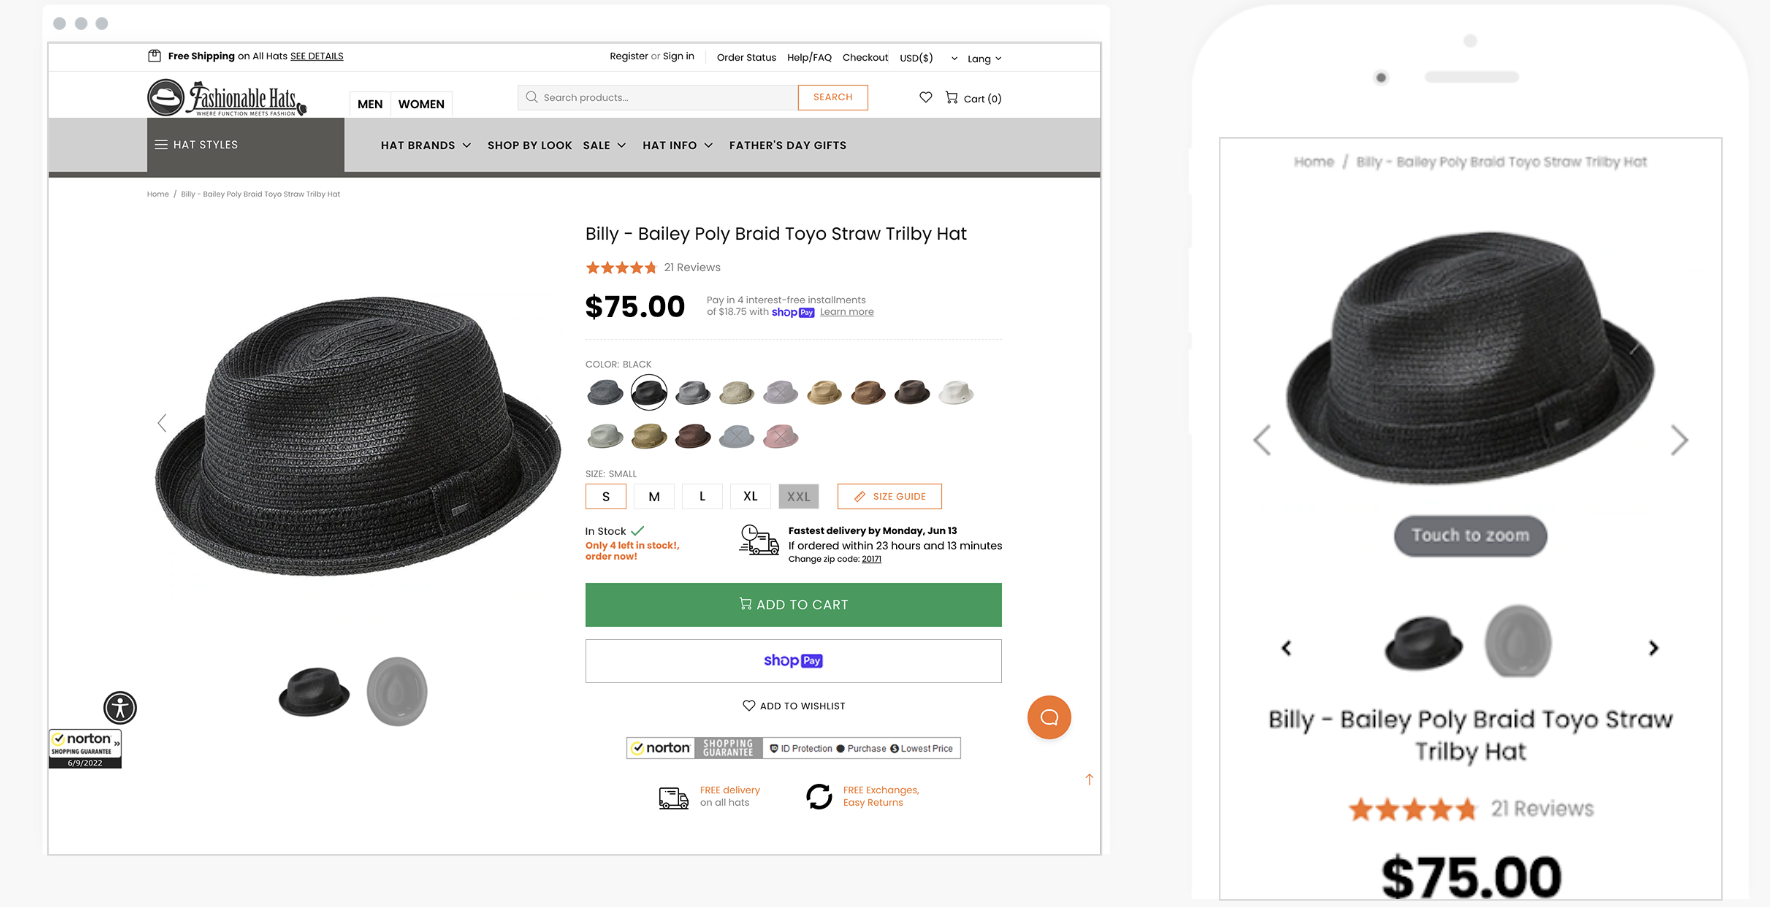 Free Shipping on All Hats SEE DETAILS
Register or Sign in
Order Status
Help/FAQ
Checkout
USD($)
Lang
Fashionable Hats
WHERE FUNCTION MEETS FASHION
MEN
WOMEN
Search products...
SEARCH
Cart (0)
HAT STYLES
HAT BRANDS
SHOP BY LOOK
SALE
HAT INFO
FATHER'S DAY GIFTS
Home / Billy - Bailey Poly Braid Toyo Straw Trilby Hat
Billy - Bailey Poly Braid Toyo Straw Trilby Hat
21 Reviews
$75.00
Pay in 4 interest-free installments
of $18.75 with shop Pay Learn more
COLOR: BLACK
SIZE: SMALL
S
M
L
XL
XXL
SIZE GUIDE
In Stock
Only 4 left in stock!,
order now!
Fastest delivery by Monday, Jun 13
If ordered within 23 hours and 13 minutes
Change zip code: 20171
ADD TO CART
shop Pay
ADD TO WISHLIST
norton
SHOPPING GUARANTEE
6/9/2022
norton
SHOPPING
GUARANTEE
ID Protection
Purchase
Lowest Price
FREE delivery
on all hats
FREE Exchanges,
Easy Returns
Home / Billy - Bailey Poly Braid Toyo Straw Trilby Hat
Touch to zoom
Billy - Bailey Poly Braid Toyo Straw
Trilby Hat
21 Reviews
$75.00